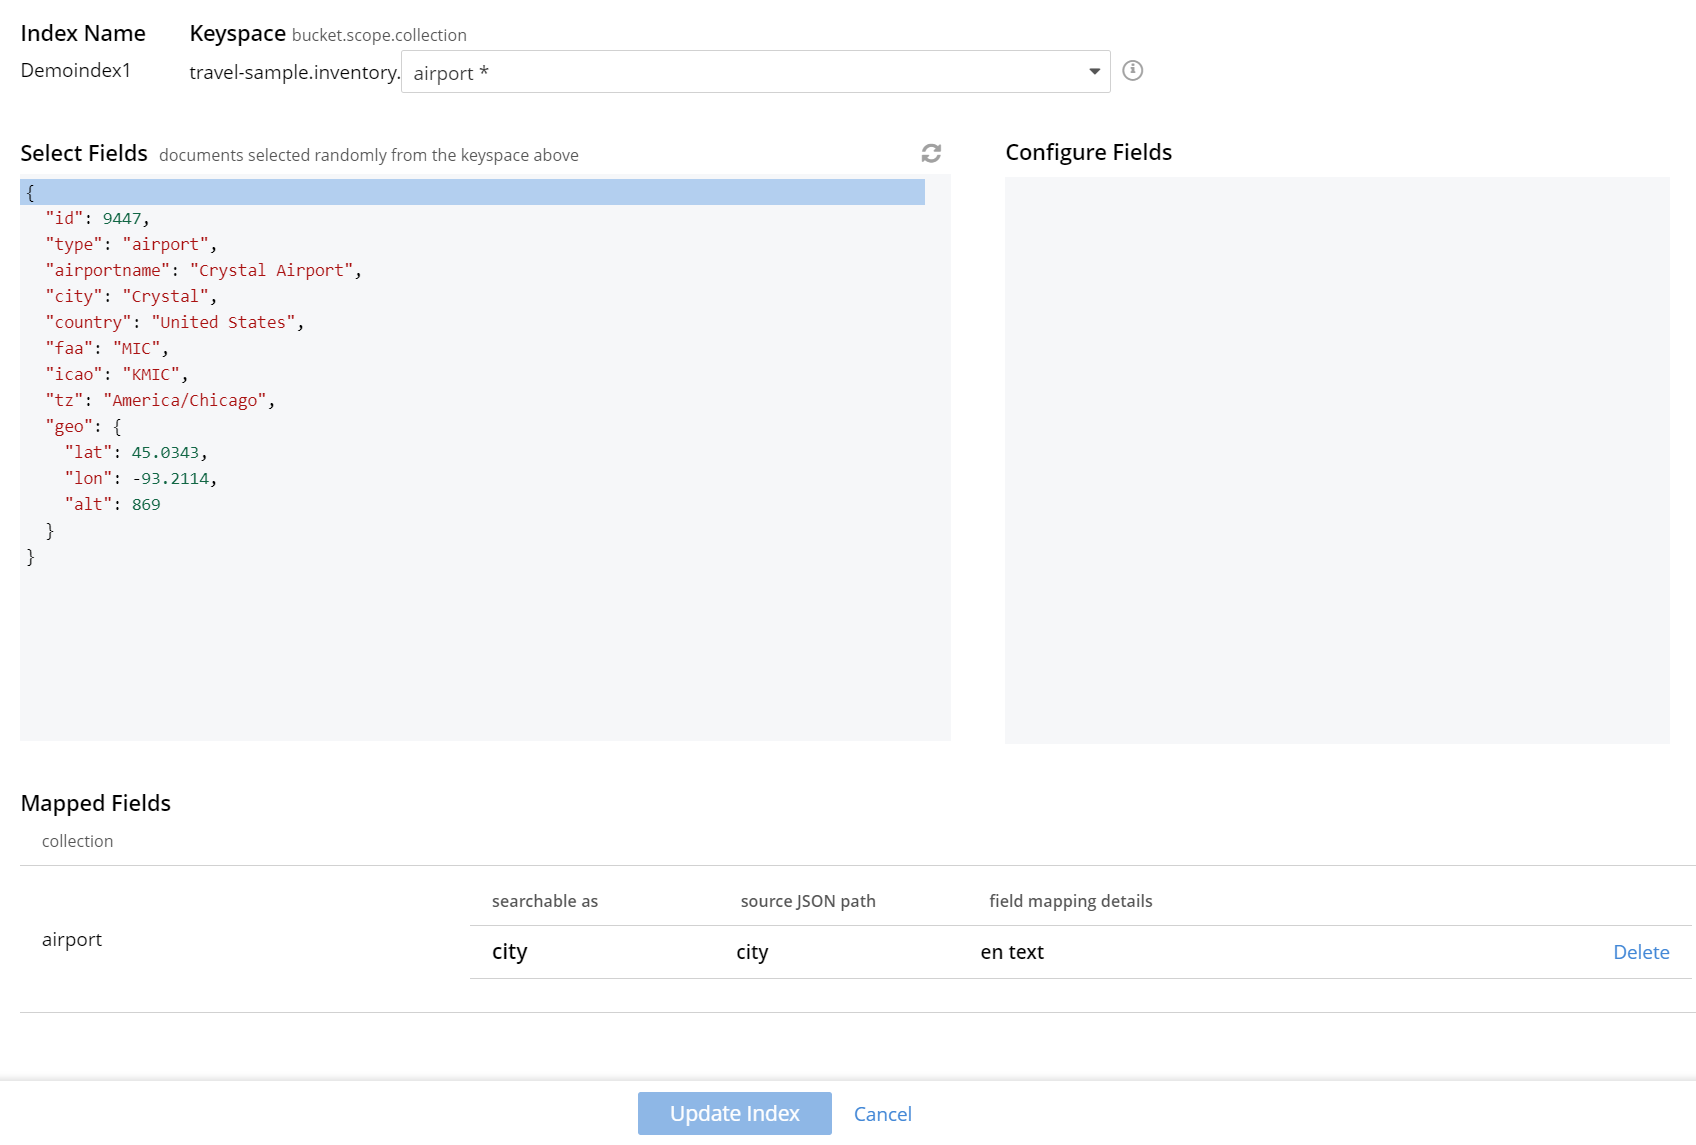 Index Name
Keyspace bucket.scope.collection
Demoindex1
travel-sample.inventory. airport *
Select Fields documents selected randomly from the keyspace above
Configure Fields
{
  "id": 9447,
  "type": "airport",
  "airportname": "Crystal Airport",
  "city": "Crystal",
  "country": "United States",
  "faa": "MIC",
  "icao": "KMIC",
  "tz": "America/Chicago",
  "geo": {
    "lat": 45.0343,
    "lon": -93.2114,
    "alt": 869
  }
}
Mapped Fields
collection
searchable as source JSON path field mapping details
airport
city city en text Delete
Update Index Cancel